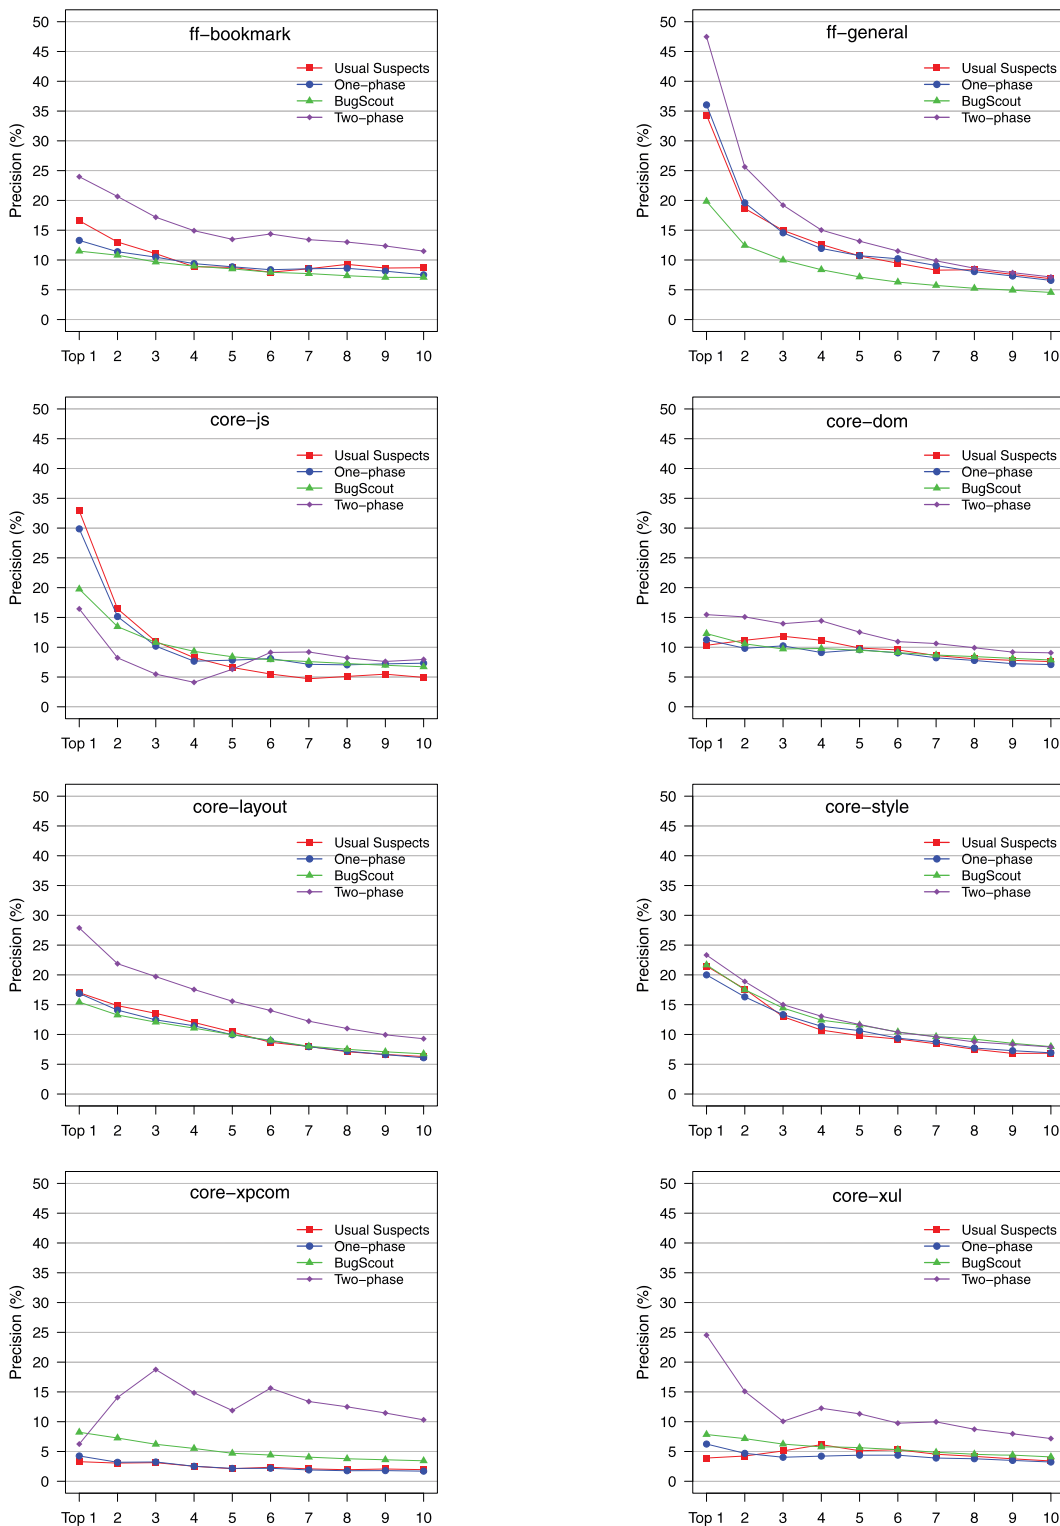 ff−bookmark
Usual Suspects
One−phase
BugScout
Two−phase
Precision (%)
50
45
40
35
30
25
20
15
10
5
0
Top 1 2 3 4 5 6 7 8 9 10
ff−general
Usual Suspects
One−phase
BugScout
Two−phase
Precision (%)
50
45
40
35
30
25
20
15
10
5
0
Top 1 2 3 4 5 6 7 8 9 10
core−js
Usual Suspects
One−phase
BugScout
Two−phase
Precision (%)
50
45
40
35
30
25
20
15
10
5
0
Top 1 2 3 4 5 6 7 8 9 10
core−dom
Usual Suspects
One−phase
BugScout
Two−phase
Precision (%)
50
45
40
35
30
25
20
15
10
5
0
Top 1 2 3 4 5 6 7 8 9 10
core−layout
Usual Suspects
One−phase
BugScout
Two−phase
Precision (%)
50
45
40
35
30
25
20
15
10
5
0
Top 1 2 3 4 5 6 7 8 9 10
core−style
Usual Suspects
One−phase
BugScout
Two−phase
Precision (%)
50
45
40
35
30
25
20
15
10
5
0
Top 1 2 3 4 5 6 7 8 9 10
core−xpcom
Usual Suspects
One−phase
BugScout
Two−phase
Precision (%)
50
45
40
35
30
25
20
15
10
5
0
Top 1 2 3 4 5 6 7 8 9 10
core−xul
Usual Suspects
One−phase
BugScout
Two−phase
Precision (%)
50
45
40
35
30
25
20
15
10
5
0
Top 1 2 3 4 5 6 7 8 9 10